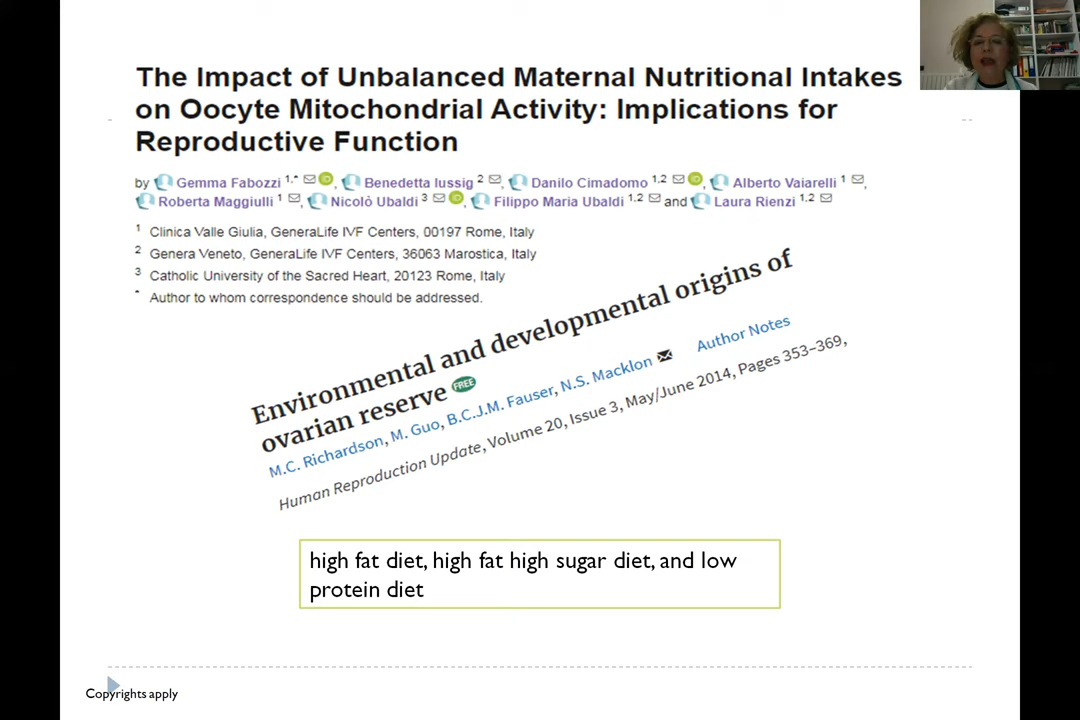 The Impact of Unbalanced Maternal Nutritional Intakes
on Oocyte Mitochondrial Activity: Implications for
Reproductive Function
by Gemma Fabozzi 1,*, Benedetta Iussig 2, Danilo Cimadomo 1,2, Alberto Vaiarelli 1,
Roberta Maggiulli 1, Nicolò Ubaldi 3, Filippo Maria Ubaldi 1,2 and Laura Rienzi 1,2
1 Clinica Valle Giulia, GeneraLife IVF Centers, 00197 Rome, Italy
2 Genera Veneto, GeneraLife IVF Centers, 36063 Marostica, Italy
3 Catholic University of the Sacred Heart, 20123 Rome, Italy
* Author to whom correspondence should be addressed.
Environmental and developmental origins of
ovarian reserve FREE
M.C. Richardson, M. Guo, B.C.J.M. Fauser, N.S. Macklon Author Notes
Human Reproduction Update, Volume 20, Issue 3, May/June 2014, Pages 353–369,
high fat diet, high fat high sugar diet, and low
protein diet
Copyrights apply